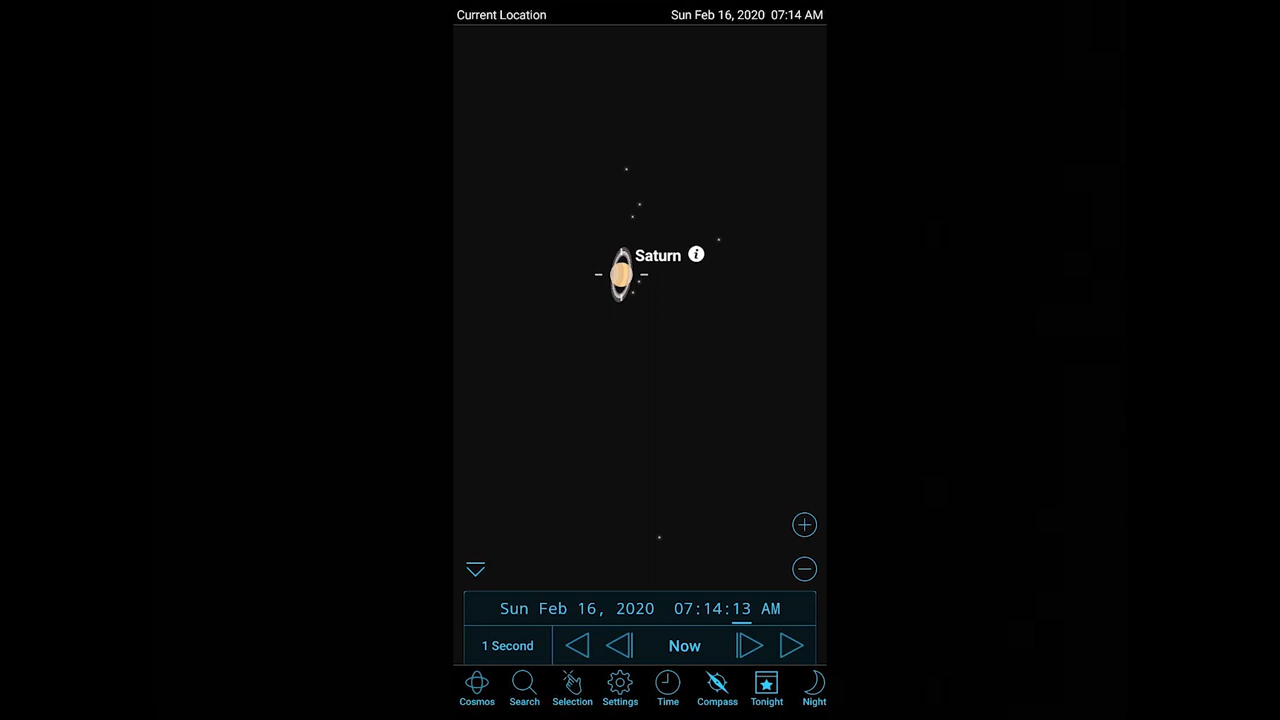 Current Location Sun Feb 16, 2020 07:14 AM
Saturn i
Sun Feb 16, 2020 07:14:13 AM
1 Second Now
Cosmos Search Selection Settings Time Compass Tonight Night